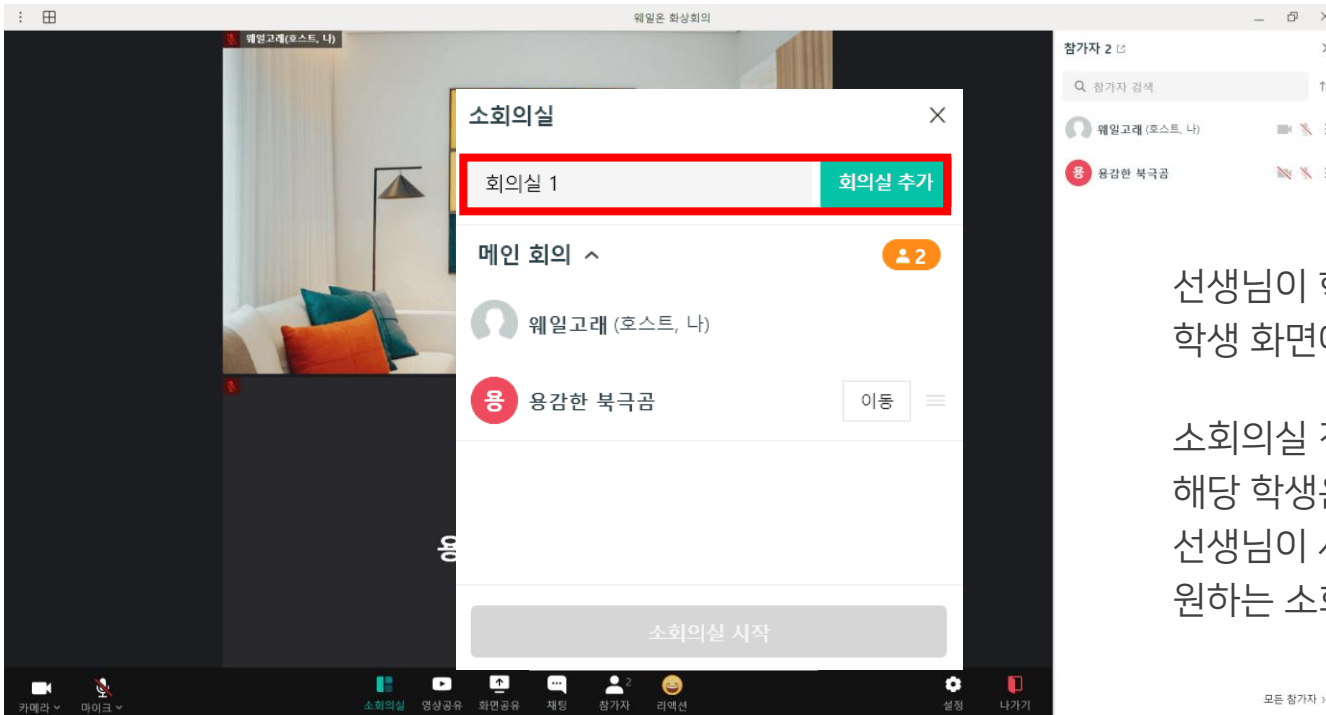 웨일온 화상회의
웨일고래(호스트, 나)
참가자 2
참가자 검색
웨일고래 (호스트, 나)
용 용감한 북극곰
소회의실
회의실 1 회의실 추가
메인 회의 2
웨일고래 (호스트, 나)
용 용감한 북극곰 이동
용
소회의실 시작
선생님이
학생 화면에
소회의실
해당 학생은
선생님이
원하는
카메라 마이크 소회의실 영상공유 화면공유 채팅 참가자 2 리액션 설정 나가기
모든 참가자